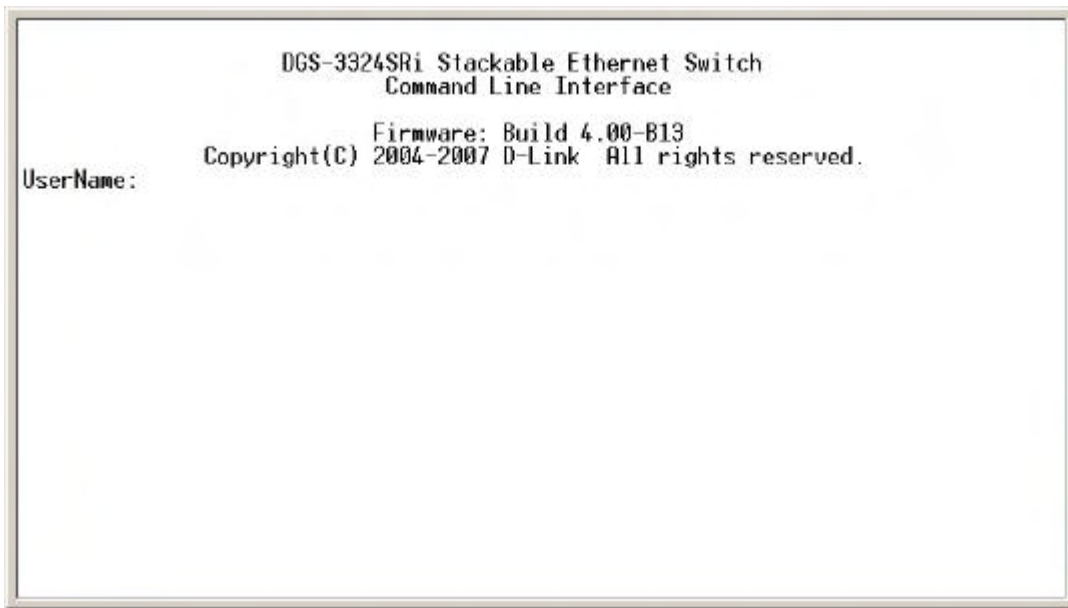 DGS-3324SRi Stackable Ethernet Switch
Command Line Interface
Firmware: Build 4.00-B13
Copyright(C) 2004-2007 D-Link All rights reserved.
UserName: